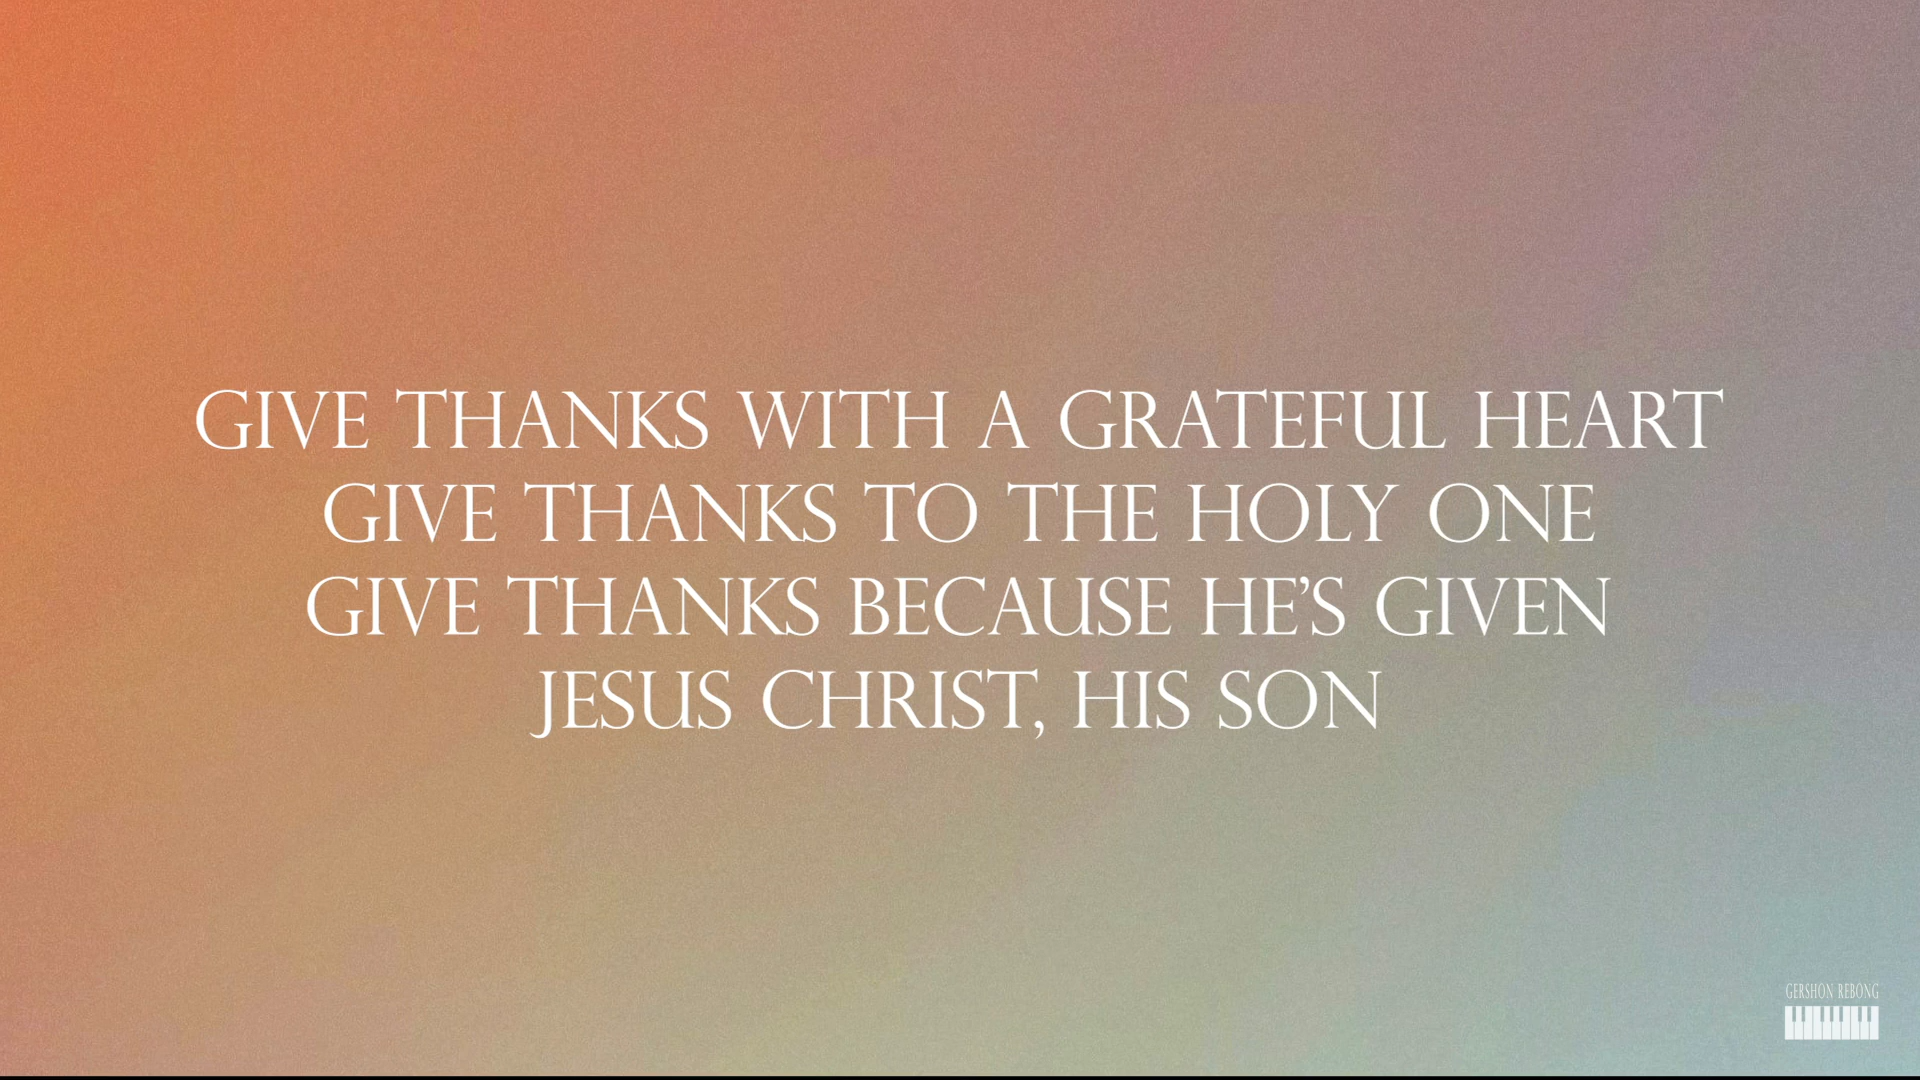 GIVE THANKS WITH A GRATEFUL HEART
GIVE THANKS TO THE HOLY ONE
GIVE THANKS BECAUSE HE’S GIVEN
JESUS CHRIST, HIS SON
GERSHON REBONG